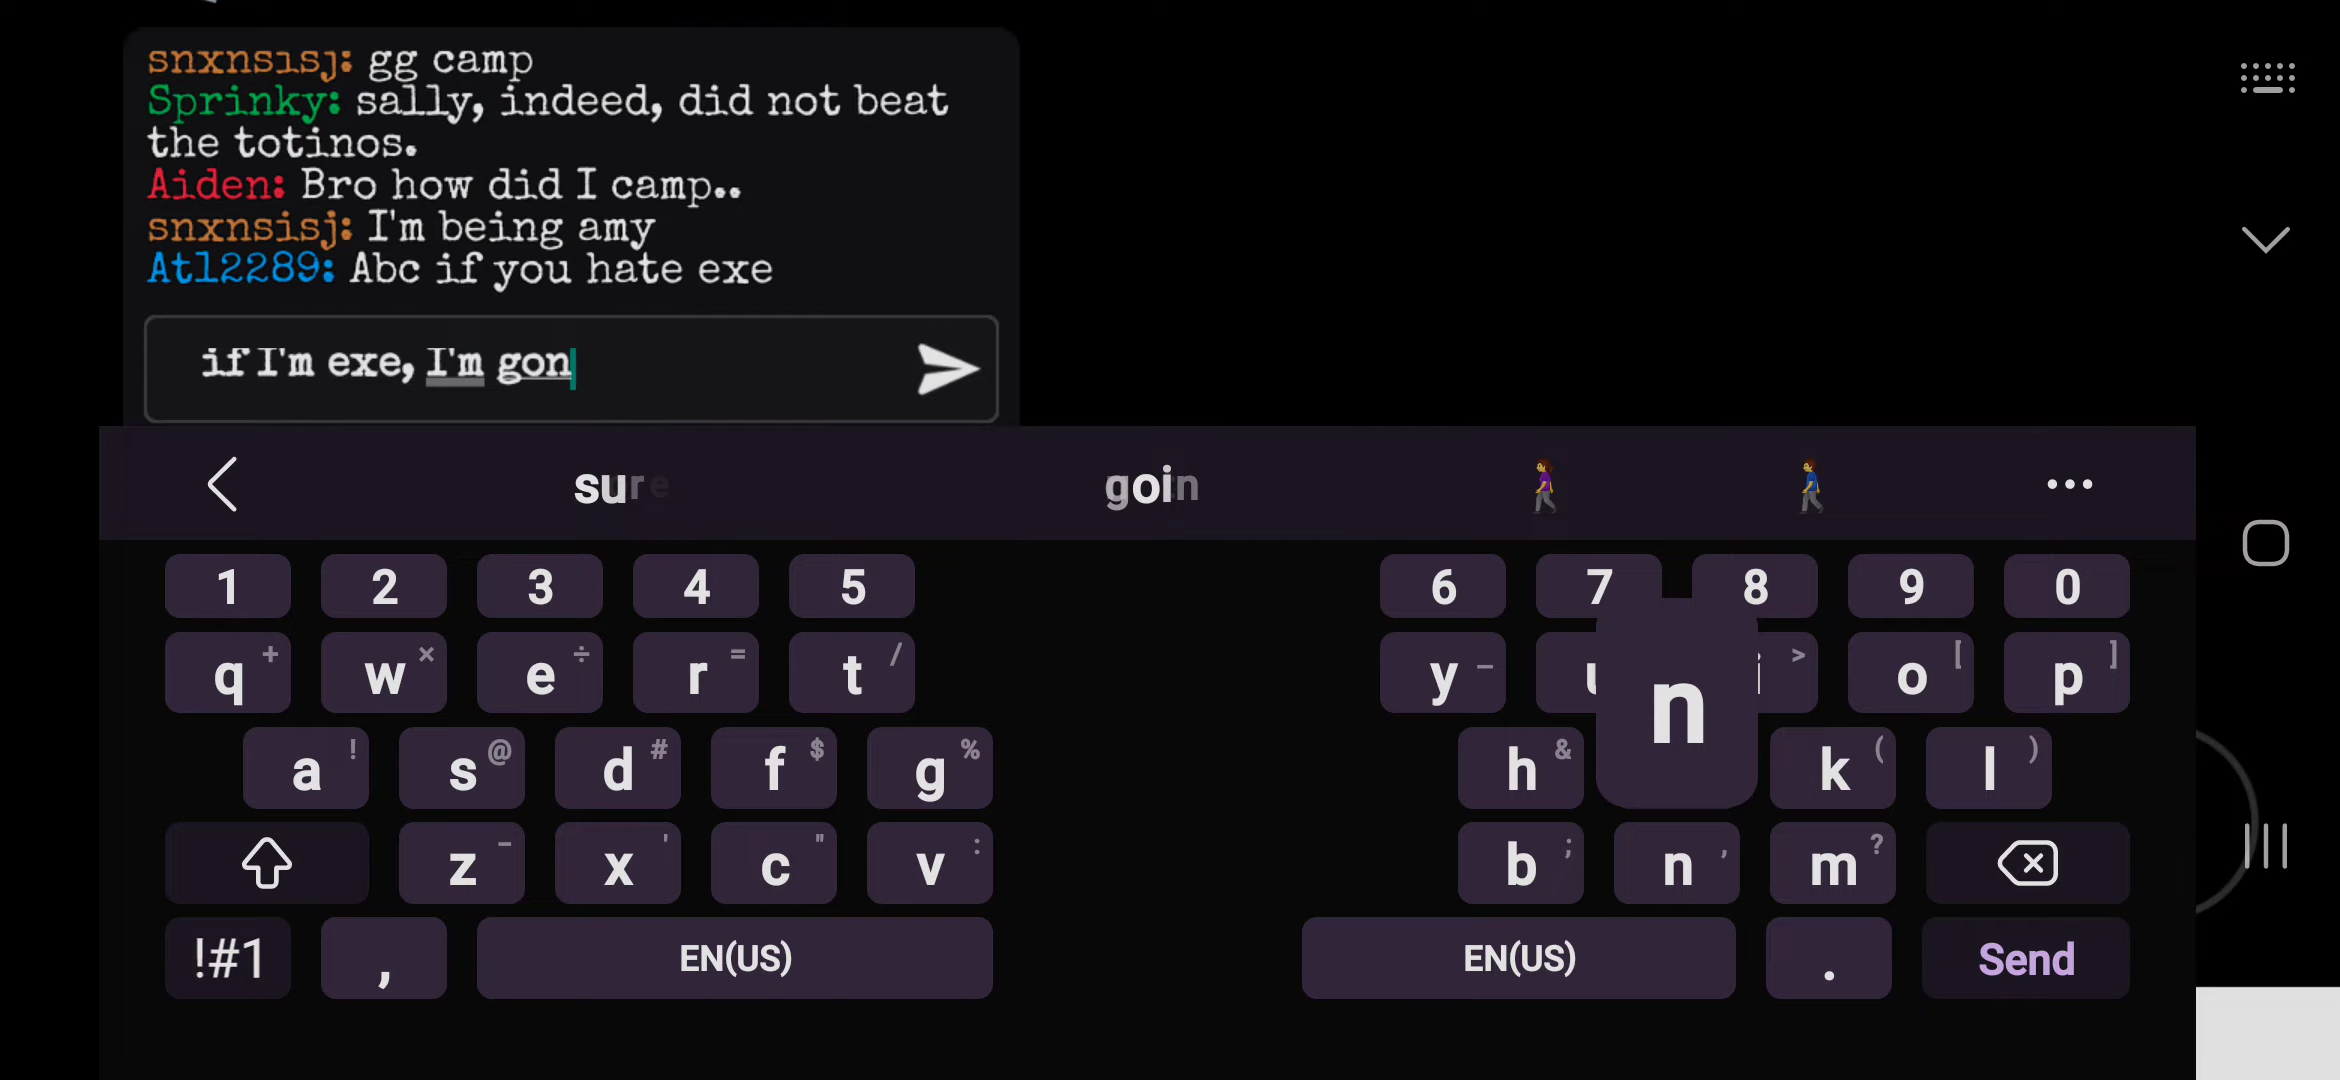 snxnsisj: gg camp
Sprinky: sally, indeed, did not beat
the totinos.
Aiden: Bro how did I camp..
snxnsisj: I'm being amy
Atl2289: Abc if you hate exe
if I'm exe, I'm gon
sure goin
1 2 3 4 5 6 7 8 9 0
q + w × e ÷ r = t / y - u i > o [ p ]
n
a ! s @ d # f $ g % h & k ( l )
z - x ' c " v : b ; n , m ?
!#1 , EN(US) EN(US) . Send